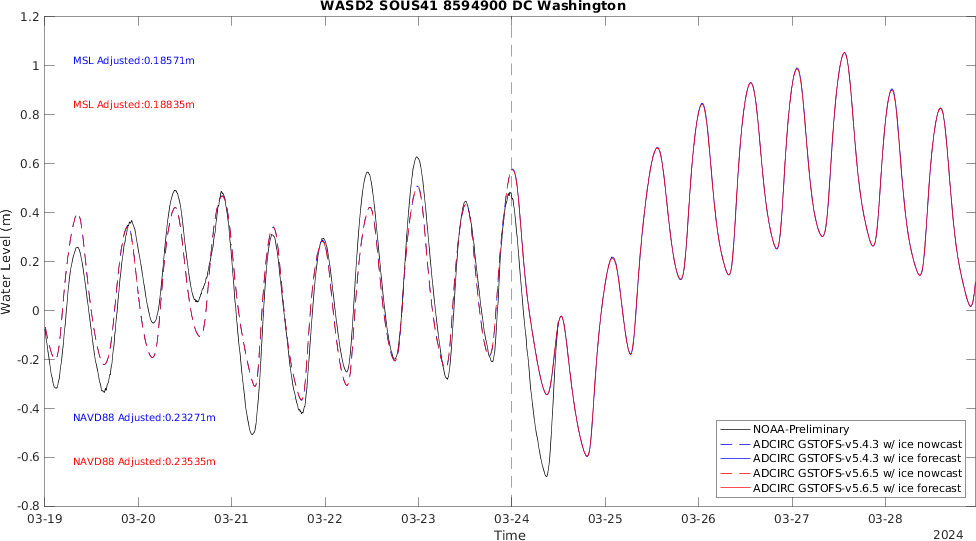 WASD2 SOUS41 8594900 DC Washington
1.2
1
0.8
0.6
0.4
0.2
0
-0.2
-0.4
-0.6
-0.8
Water Level (m)
MSL Adjusted:0.18571m
MSL Adjusted:0.18835m
NAVD88 Adjusted:0.23271m
NAVD88 Adjusted:0.23535m
NOAA-Preliminary
ADCIRC GSTOFS-v5.4.3 w/ ice nowcast
ADCIRC GSTOFS-v5.4.3 w/ ice forecast
ADCIRC GSTOFS-v5.6.5 w/ ice nowcast
ADCIRC GSTOFS-v5.6.5 w/ ice forecast
03-19 03-20 03-21 03-22 03-23 03-24 03-25 03-26 03-27 03-28
Time
2024